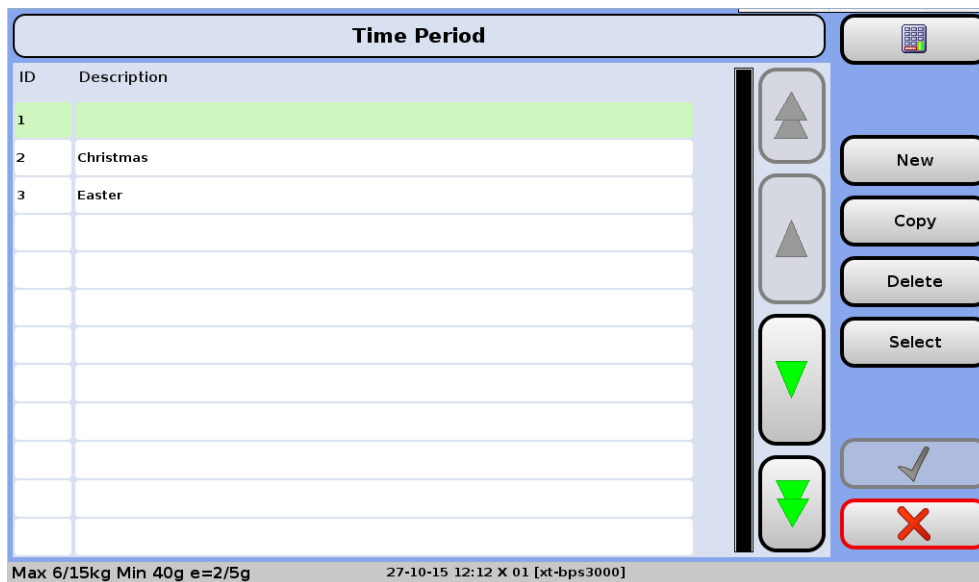 Time Period
ID Description
1
2 Christmas
3 Easter
New
Copy
Delete
Select
Max 6/15kg Min 40g e=2/5g 27-10-15 12:12 X 01 [xt-bps3000]